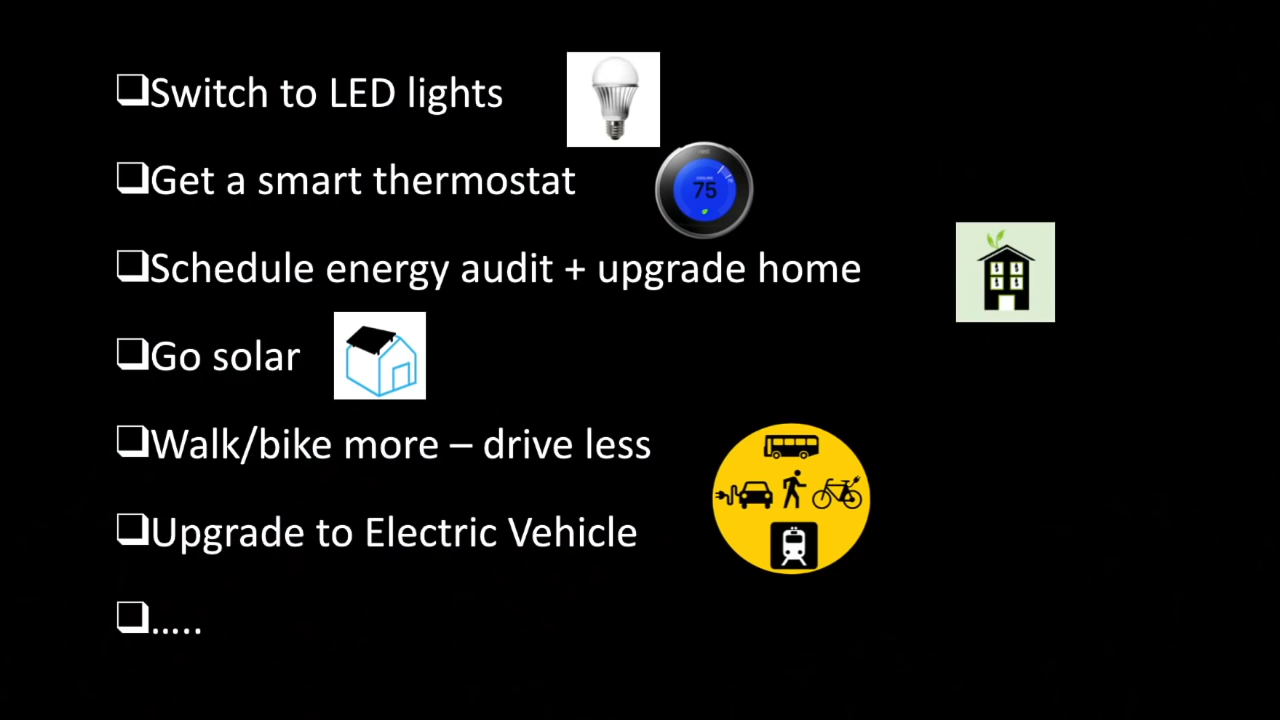 ❑Switch to LED lights
❑Get a smart thermostat
75
❑Schedule energy audit + upgrade home
❑Go solar
❑Walk/bike more – drive less
❑Upgrade to Electric Vehicle
❑…..